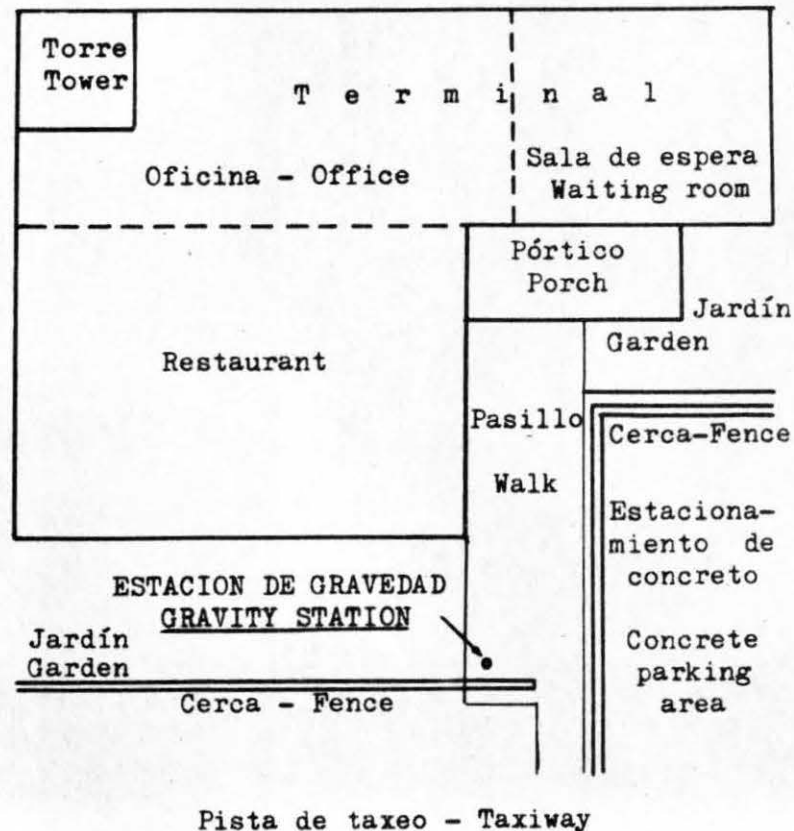 Torre
Tower
Terminal
Oficina - Office
Sala de espera
Waiting room
Pórtico
Porch
Jardín
Garden
Restaurant
Pasillo
Walk
Cerca-Fence
Estaciona-
miento de
concreto
Concrete
parking
area
ESTACION DE GRAVEDAD
GRAVITY STATION
Jardín
Garden
Cerca - Fence
Pista de taxeo - Taxiway